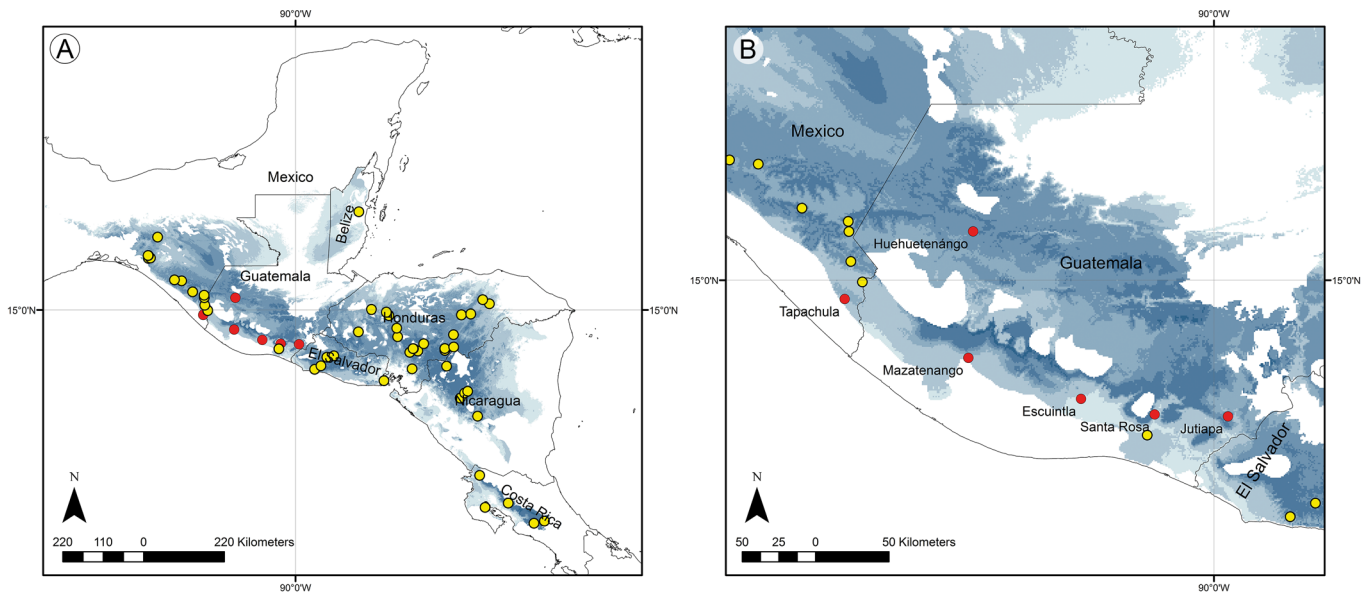 90°0'W
90°0'W
A
B
Mexico
Mexico
Belize
Huehuetenángo
Guatemala
Guatemala
15°0'N
15°0'N
15°0'N
15°0'N
Honduras
Tapachula
El Salvador
Mazatenango
Nicaragua
Escuintla
Santa Rosa
Jutiapa
El Salvador
Costa Rica
N
N
220 110 0 220 Kilometers
50 25 0 50 Kilometers
90°0'W
90°0'W